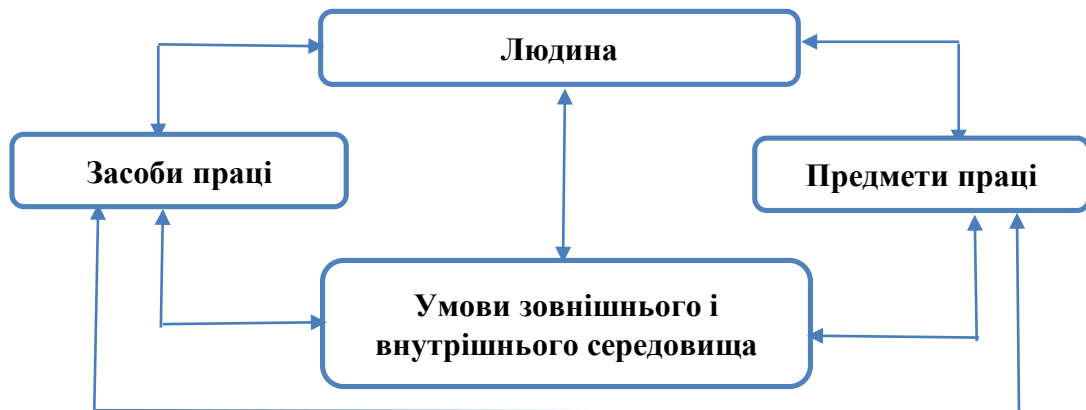 Людина
Засоби праці
Предмети праці
Умови зовнішнього і
внутрішнього середовища